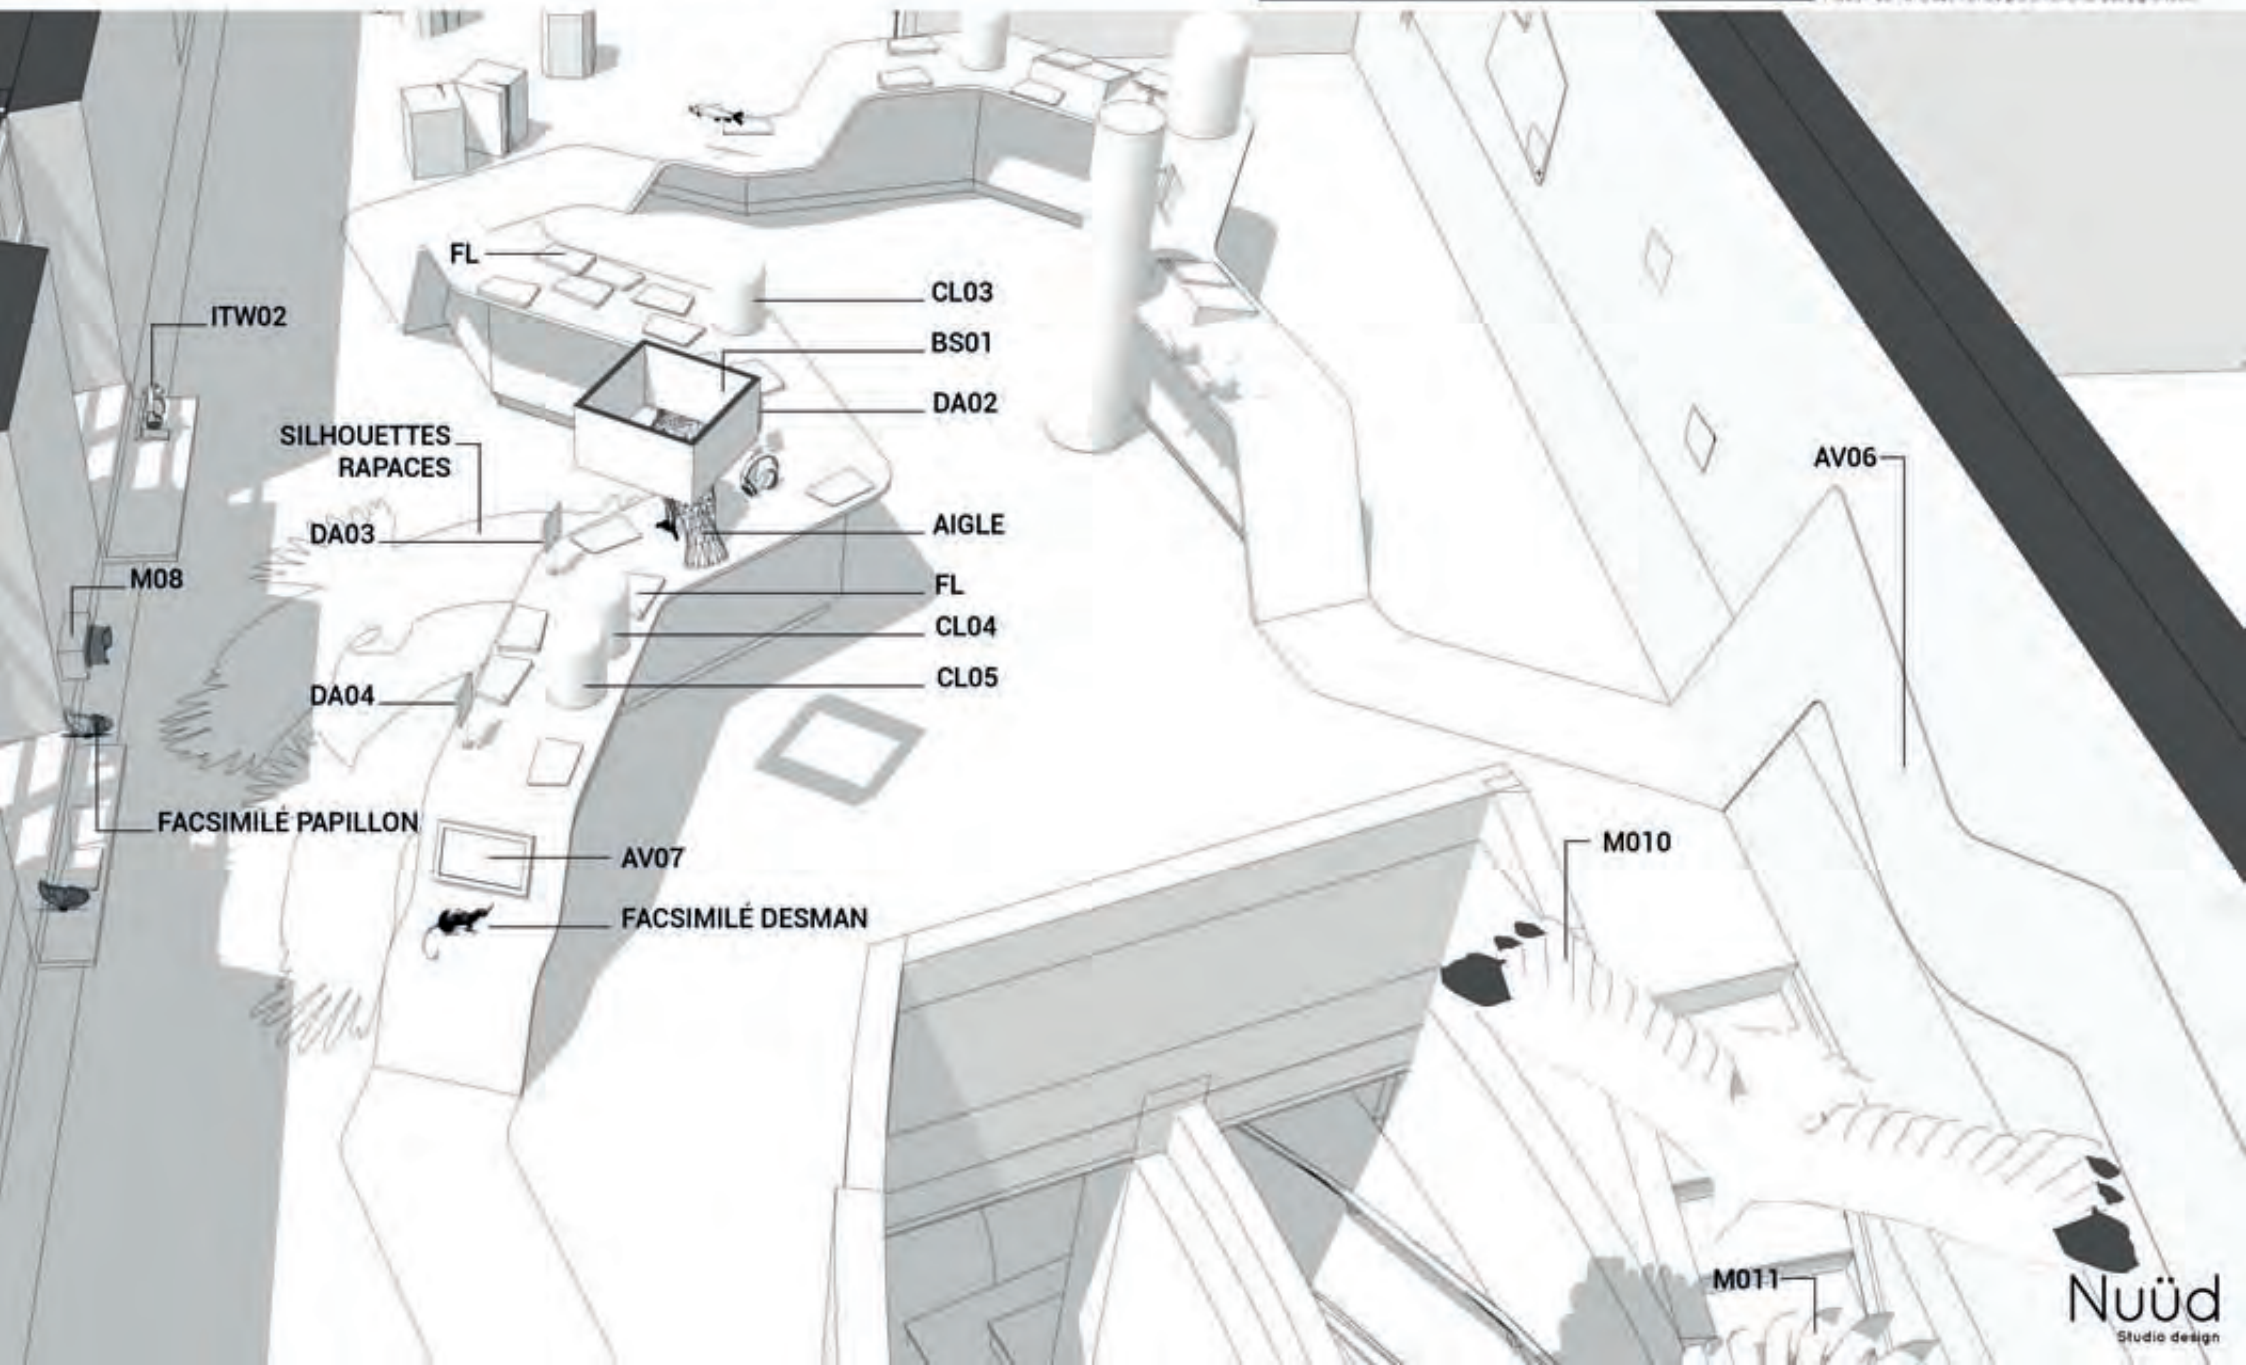 FL
CL03
ITW02
BS01
DA02
SILHOUETTES
RAPACES
AV06
DA03
AIGLE
M08
FL
CL04
CL05
DA04
FACSIMILÉ PAPILLON
M010
AV07
FACSIMILÉ DESMAN
M011
Nuüd
Studio design